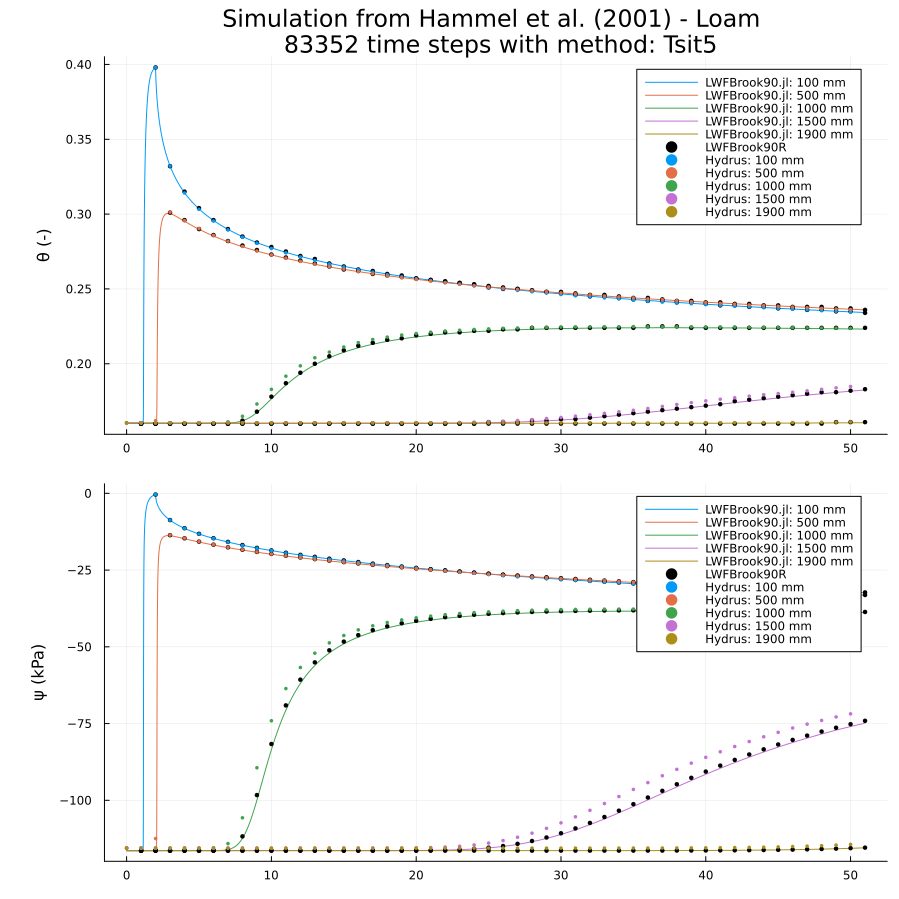 Simulation from Hammel et al. (2001) - Loam
83352 time steps with method: Tsit5
0.40
0.35
0.30
0.25
0.20
θ (-)
LWFBrook90.jl: 100 mm
LWFBrook90.jl: 500 mm
LWFBrook90.jl: 1000 mm
LWFBrook90.jl: 1500 mm
LWFBrook90.jl: 1900 mm
LWFBrook90R
Hydrus: 100 mm
Hydrus: 500 mm
Hydrus: 1000 mm
Hydrus: 1500 mm
Hydrus: 1900 mm
0 10 20 30 40 50
0
−25
−50
−75
−100
ψ (kPa)
LWFBrook90.jl: 100 mm
LWFBrook90.jl: 500 mm
LWFBrook90.jl: 1000 mm
LWFBrook90.jl: 1500 mm
LWFBrook90.jl: 1900 mm
LWFBrook90R
Hydrus: 100 mm
Hydrus: 500 mm
Hydrus: 1000 mm
Hydrus: 1500 mm
Hydrus: 1900 mm
0 10 20 30 40 50